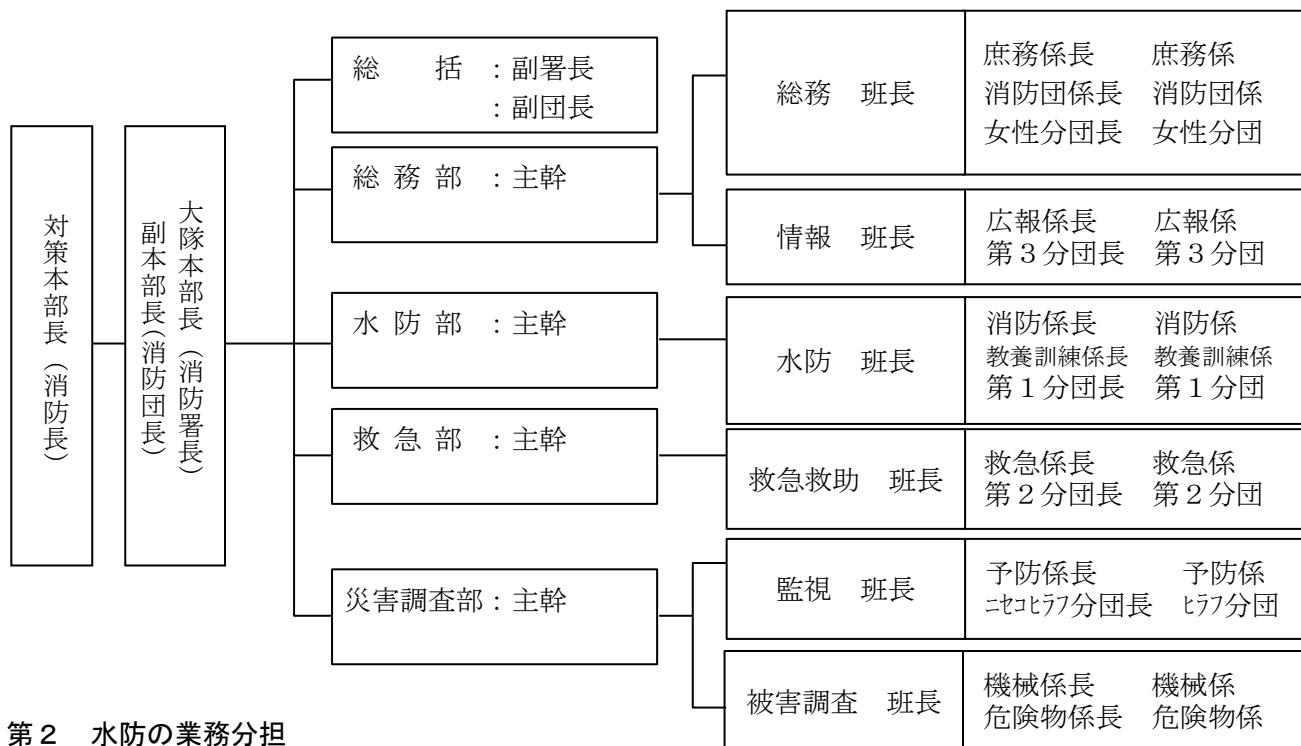 対策本部長（消防長）
大隊本部長（消防署長）
副本部長（消防団長）
総　　括　：副署長
：副団長
総 務 部　：主幹
水 防 部　：主幹
救 急 部　：主幹
災害調査部：主幹
総務　班長
庶務係長　庶務係
消防団係長　消防団係
女性分団長　女性分団
情報　班長
広報係長　広報係
第３分団長　第３分団
水防　班長
消防係長　消防係
教養訓練係長　教養訓練係
第１分団長　第１分団
救急救助　班長
救急係長　救急係
第２分団長　第２分団
監視　班長
予防係長　予防係
ﾆｾｺﾋﾗﾌ分団長　ﾋﾗﾌ分団
被害調査　班長
機械係長　機械係
危険物係長　危険物係
第２　水防の業務分担